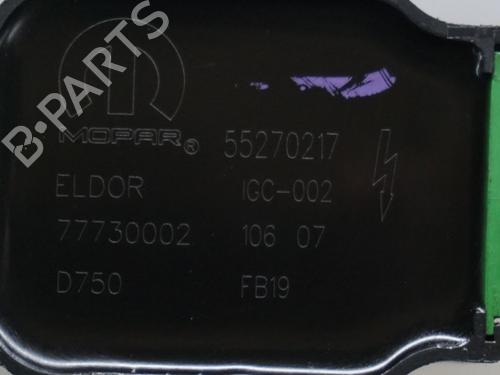 MOPAR® 55270217
ELDOR IGC-002
77730002 106 07
D750 FB19
B-PARTS